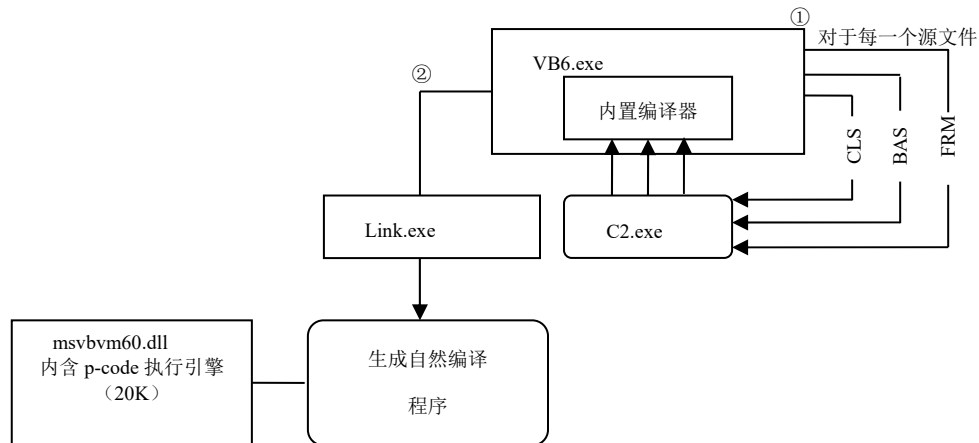 ①
对于每一个源文件
VB6.exe
②
内置编译器
CLS
BAS
FRM
Link.exe
C2.exe
msvbvm60.dll
内含 p-code 执行引擎
（20K）
生成自然编译
程序